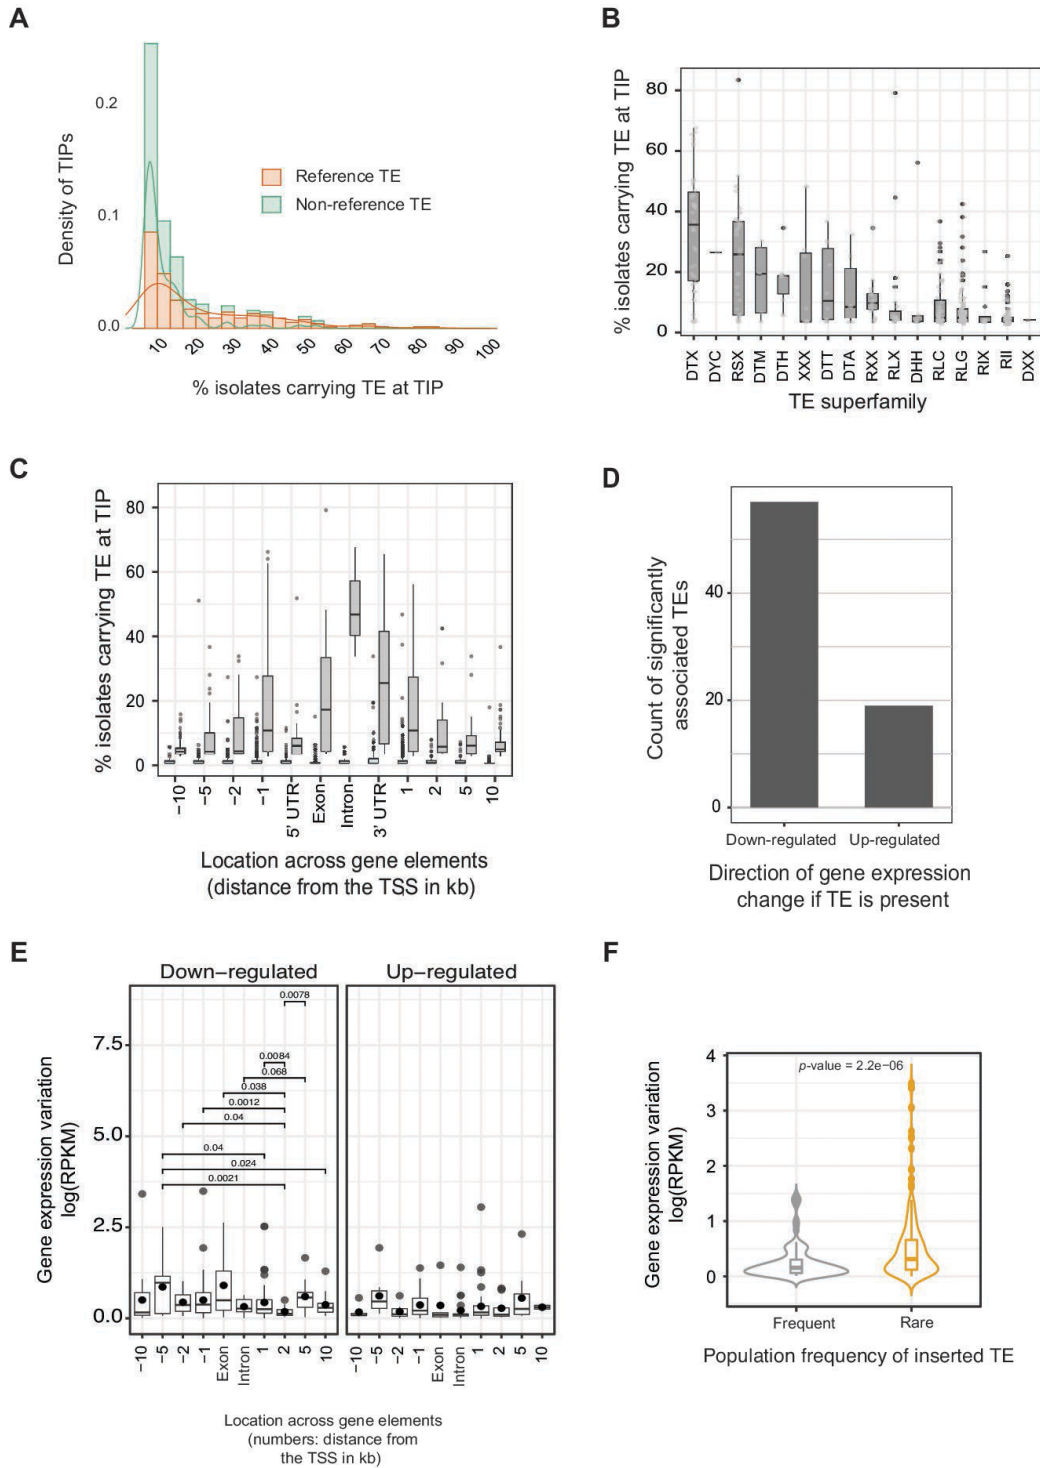 A
0.2
0.1
0.0
Density of TIPs
Reference TE
Non-reference TE
10 20 30 40 50 60 70 80 90 100
% isolates carrying TE at TIP
B
80
60
40
20
0
% isolates carrying TE at TIP
DTX DYC RSX DTM DTH XXX DTT DTA RXX RLX DHH RLC RLG RIX RII DXX
TE superfamily
C
80
60
40
20
0
% isolates carrying TE at TIP
−10 −5 −2 −1 5' UTR Exon Intron 3' UTR 1 2 5 10
Location across gene elements
(distance from the TSS in kb)
D
40
20
0
Count of significantly
associated TEs
Down-regulated Up-regulated
Direction of gene expression
change if TE is present
E
Down−regulated Up−regulated
7.5
5.0
2.5
0.0
Gene expression variation
log(RPKM)
0.0078
0.0084
0.068
0.038
0.0012
0.04
0.04
0.024
0.0021
−10 −5 −2 −1 Exon Intron 1 2 5 10 −10 −5 −2 −1 Exon Intron 1 2 5 10
Location across gene elements
(numbers: distance from
the TSS in kb)
F
4
3
2
1
0
Gene expression variation
log(RPKM)
p-value = 2.2e−06
Frequent Rare
Population frequency of inserted TE